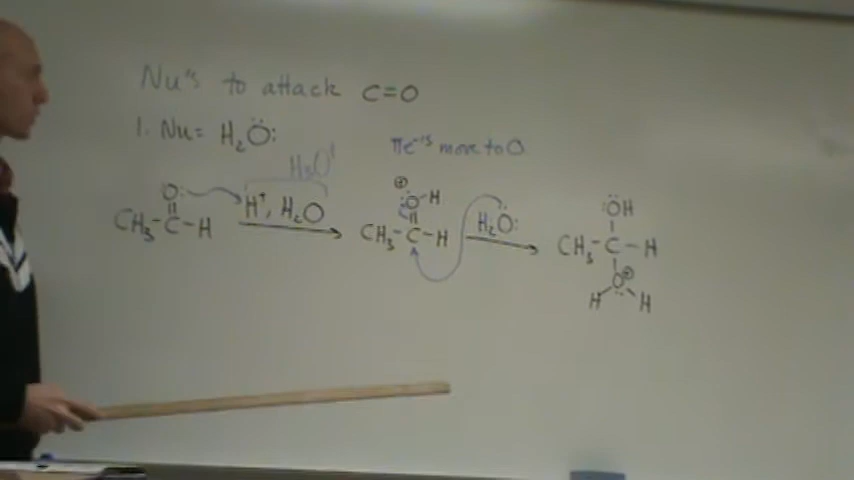 Nu's to attack C=O
1. Nu = H₂Ö:
πe⁻'s move to O
H₃O⁺
Ö: H⁺, H₂O ⊕ :O-H H₂Ö: :ÖH
CH₃-C-H CH₃-C-H CH₃-C-H
O⊕
H H